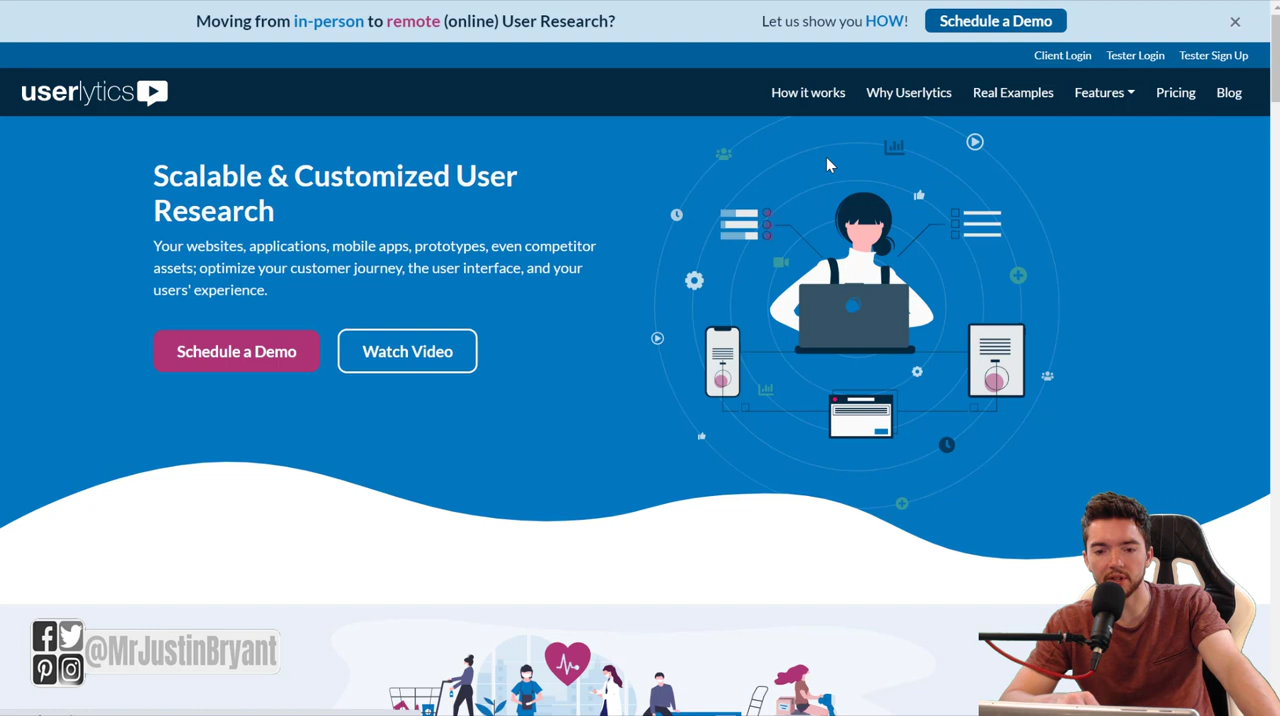 Moving from in-person to remote (online) User Research?
Let us show you HOW!
Schedule a Demo
Client Login
Tester Login
Tester Sign Up
userlytics
How it works
Why Userlytics
Real Examples
Features
Pricing
Blog
Scalable & Customized User
Research
Your websites, applications, mobile apps, prototypes, even competitor
assets; optimize your customer journey, the user interface, and your
users' experience.
Schedule a Demo
Watch Video
@MrJustinBryant